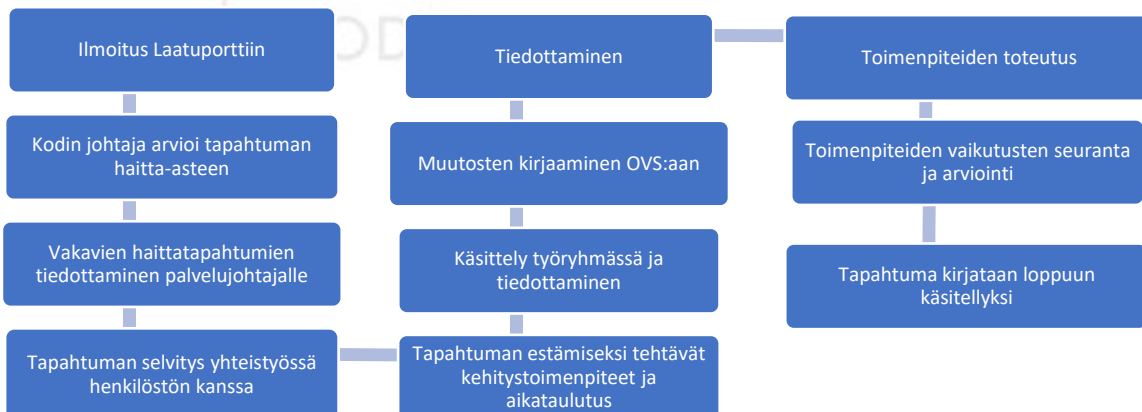 Ilmoitus Laatuporttiin
Kodin johtaja arvioi tapahtuman
haitta-asteen
Vakavien haittatapahtumien
tiedottaminen palvelujohtajalle
Tapahtuman selvitys yhteistyössä
henkilöstön kanssa
Tapahtuman estämiseksi tehtävät
kehitystoimenpiteet ja
aikataulutus
Käsittely työryhmässä ja
tiedottaminen
Muutosten kirjaaminen OVS:aan
Tiedottaminen
Toimenpiteiden toteutus
Toimenpiteiden vaikutusten seuranta
ja arviointi
Tapahtuma kirjataan loppuun
käsitellyksi